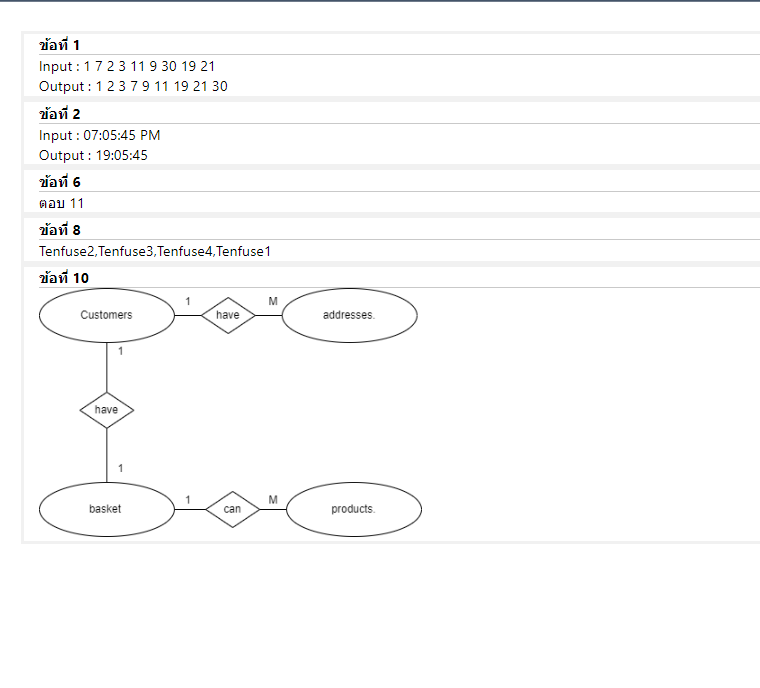 ข้อที่ 1
Input : 1 7 2 3 11 9 30 19 21
Output : 1 2 3 7 9 11 19 21 30
ข้อที่ 2
Input : 07:05:45 PM
Output : 19:05:45
ข้อที่ 6
ตอบ 11
ข้อที่ 8
Tenfuse2,Tenfuse3,Tenfuse4,Tenfuse1
ข้อที่ 10
Customers 1 have M addresses.
1
have
1
basket 1 can M products.